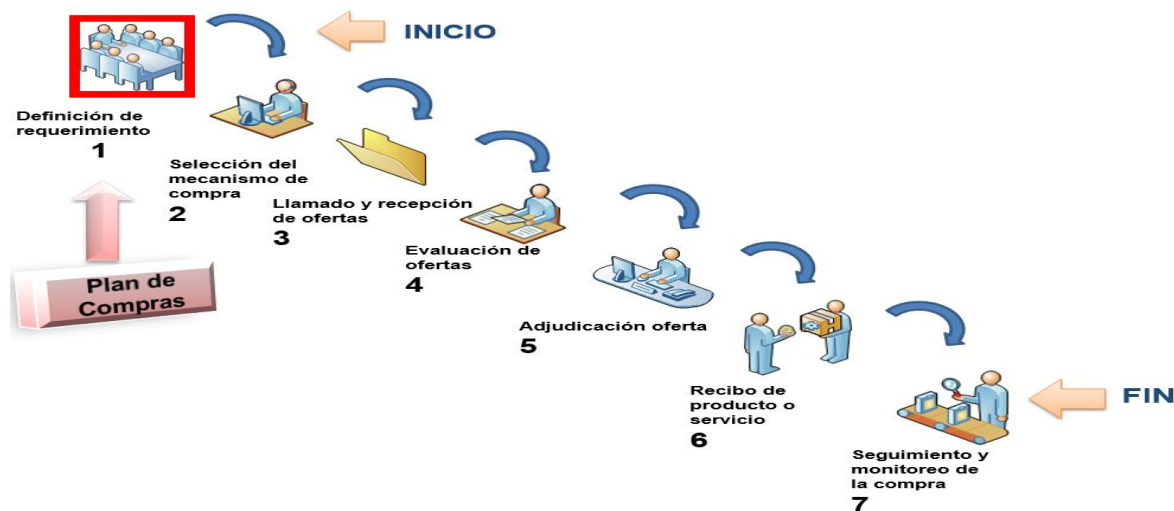 INICIO
Definición de
requerimiento
1
Selección del
mecanismo de
compra
2
Llamado y recepción
de ofertas
3
Evaluación de
ofertas
4
Plan de
Compras
Adjudicación oferta
5
Recibo de
producto o
servicio
6
FIN
Seguimiento y
monitoreo de
la compra
7